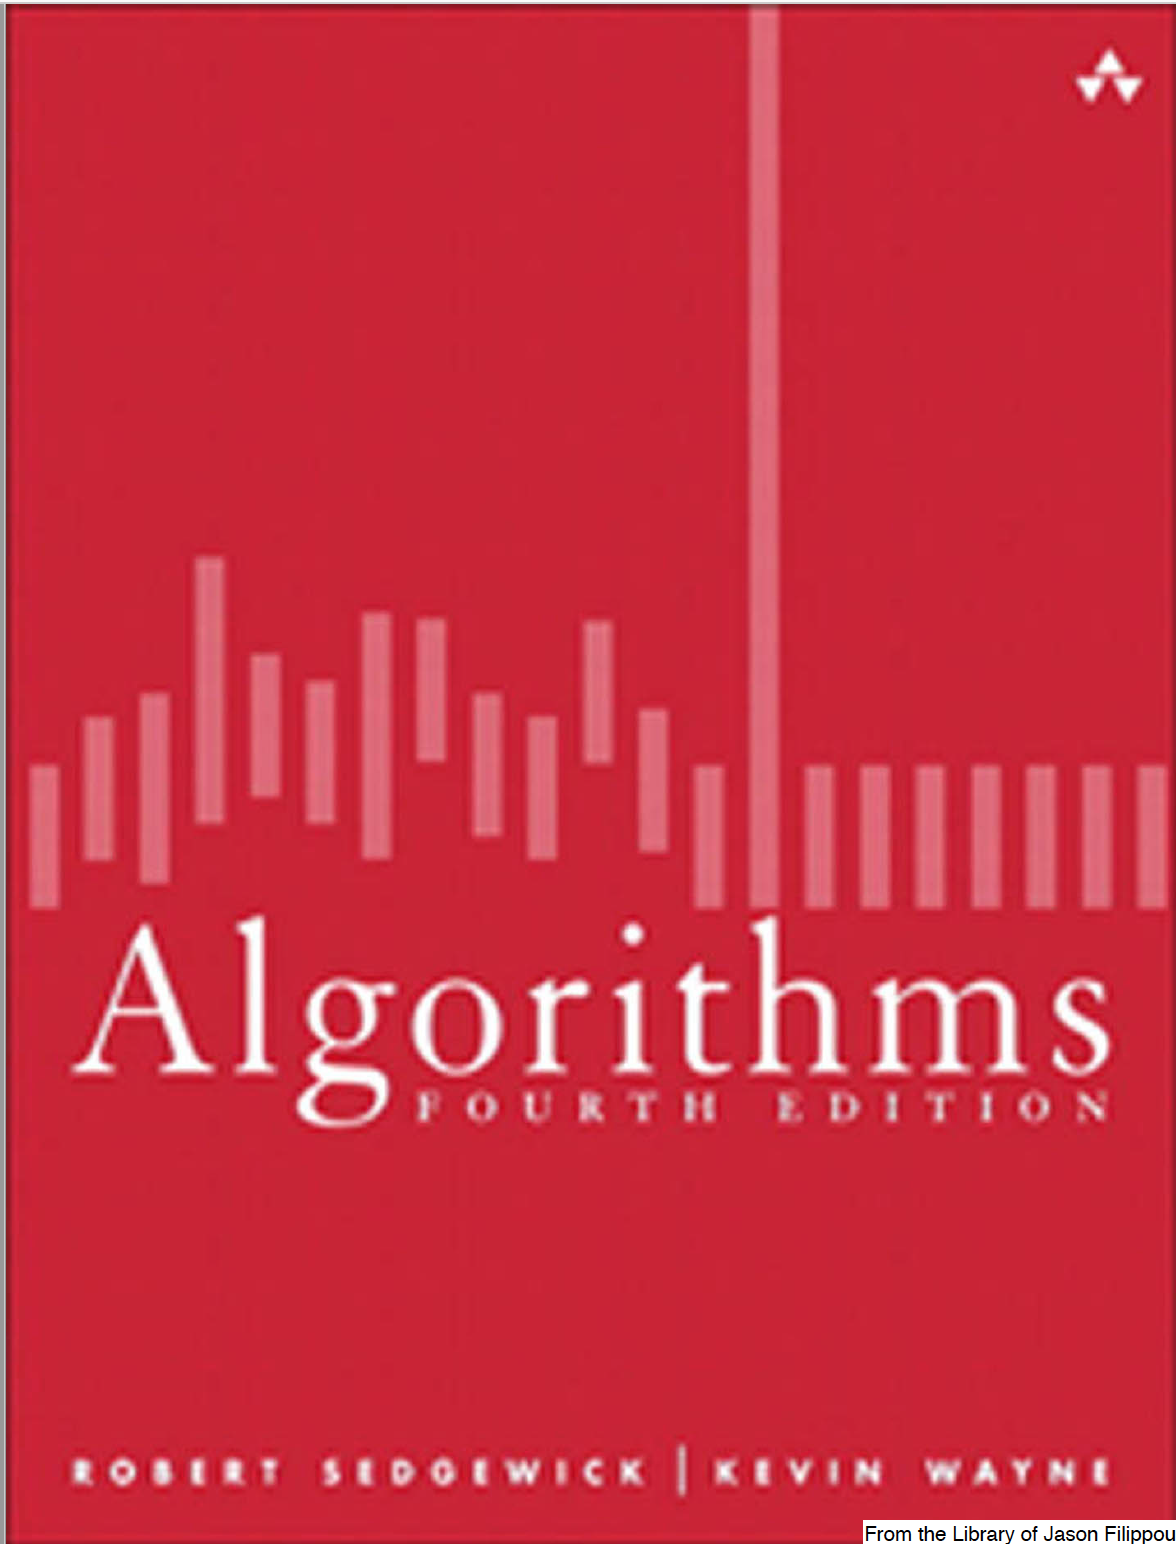 Algorithms
FOURTH EDITION
ROBERT SEDGEWICK | KEVIN WAYNE
From the Library of Jason Filippou